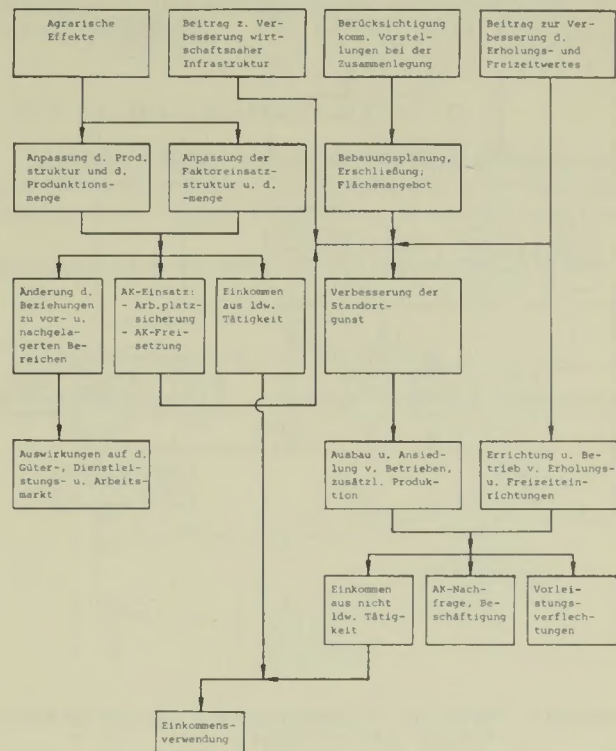 Agrarische
Effekte
Beitrag z. Ver-
besserung wirt-
schaftsnaher
Infrastruktur
Berücksichtigung
komm. Vorstel-
lungen bei der
Zusammenlegung
Beitrag zur Ver-
besserung d.
Erholungs- und
Freizeitwertes
Anpassung d. Prod.
struktur und d.
Produnktions-
menge
Anpassung der
Faktoreinsatz-
struktur u. d.
-menge
Bebauungsplanung,
Erschließung;
Flächenangebot
Änderung d.
Beziehungen
zu vor- u.
nachgela-
gerten Be-
reichen
AK-Einsatz:
- Arb.platz-
sicherung
- AK-Frei-
setzung
Einkommen
aus ldw.
Tätigkeit
Verbesserung der
Standort-
gunst
Auswirkungen auf d.
Güter-, Dienstlei-
stungs- u. Arbeits-
markt
Ausbau u. Ansied-
lung v. Betrieben,
zusätzl. Produk-
tion
Errichtung u. Be-
trieb v. Erholungs-
u. Freizeitein-
richtungen
Einkommen
aus nicht
ldw. Tätig-
keit
AK-Nach-
frage, Be-
schäftigung
Vorlei-
stungs-
verflech-
tungen
Einkommens-
verwendung